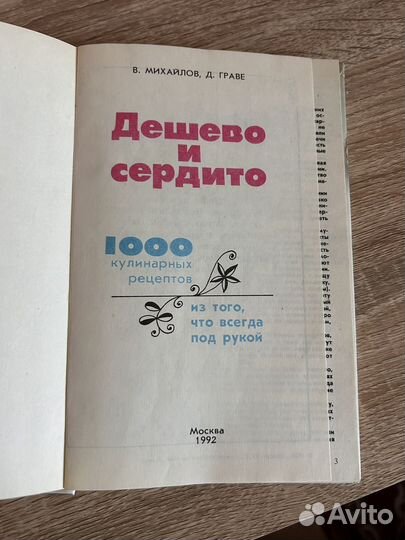 В. МИХАЙЛОВ, Д. ГРАВЕ
Дешево
и
сердито
1000
кулинарных
рецептов
из того,
что всегда
под рукой
Москва
1992
3
Avito